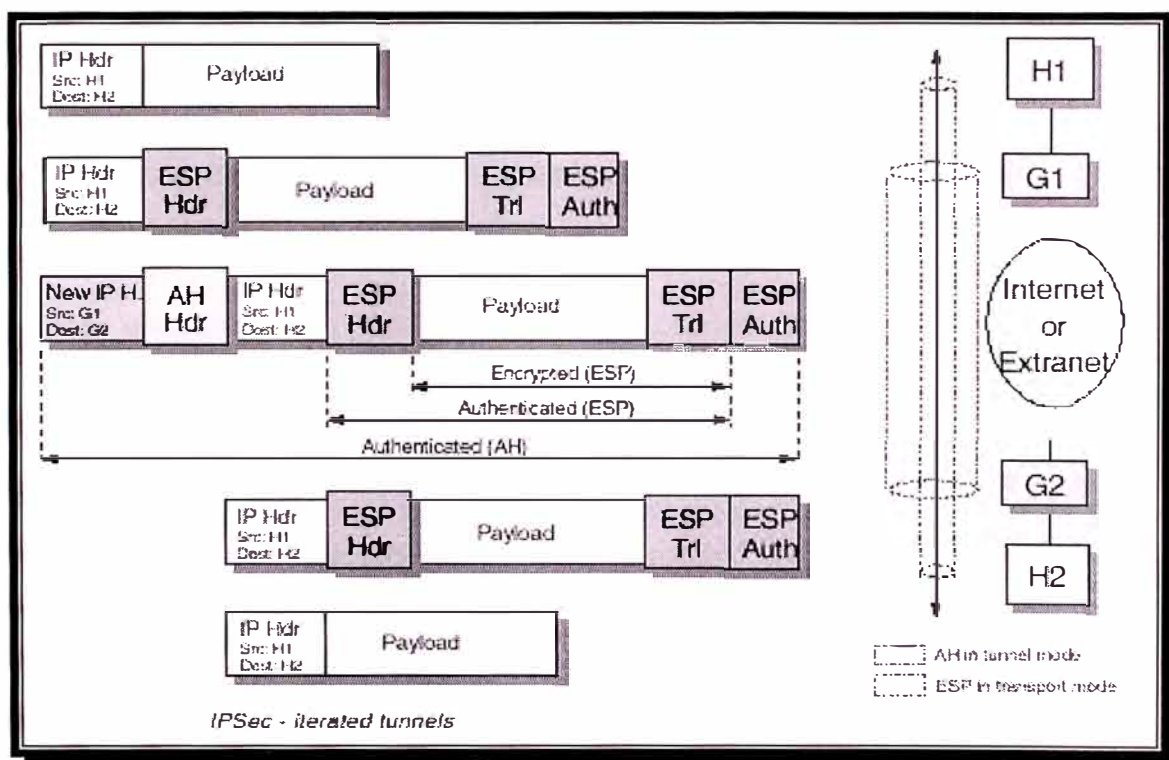 IP Hdr
Src: H1
Dest: H2
Payload
H1
IP Hdr
Src: H1
Dest: H2
ESP
Hdr
Payload
ESP
Trl
ESP
Auth
G1
New IP H.
Src: G1
Dest: G2
AH
Hdr
IP Hdr
Src: H1
Dest: H2
ESP
Hdr
Payload
ESP
Trl
ESP
Auth
Internet
or
Extranet
Encrypted (ESP)
Authenticated (ESP)
Authenticated (AH)
IP Hdr
Src: H1
Dest: H2
ESP
Hdr
Payload
ESP
Trl
ESP
Auth
G2
H2
IP Hdr
Src: H1
Dest: H2
Payload
AH in tunnel mode
ESP in transport mode
IPSec - iterated tunnels